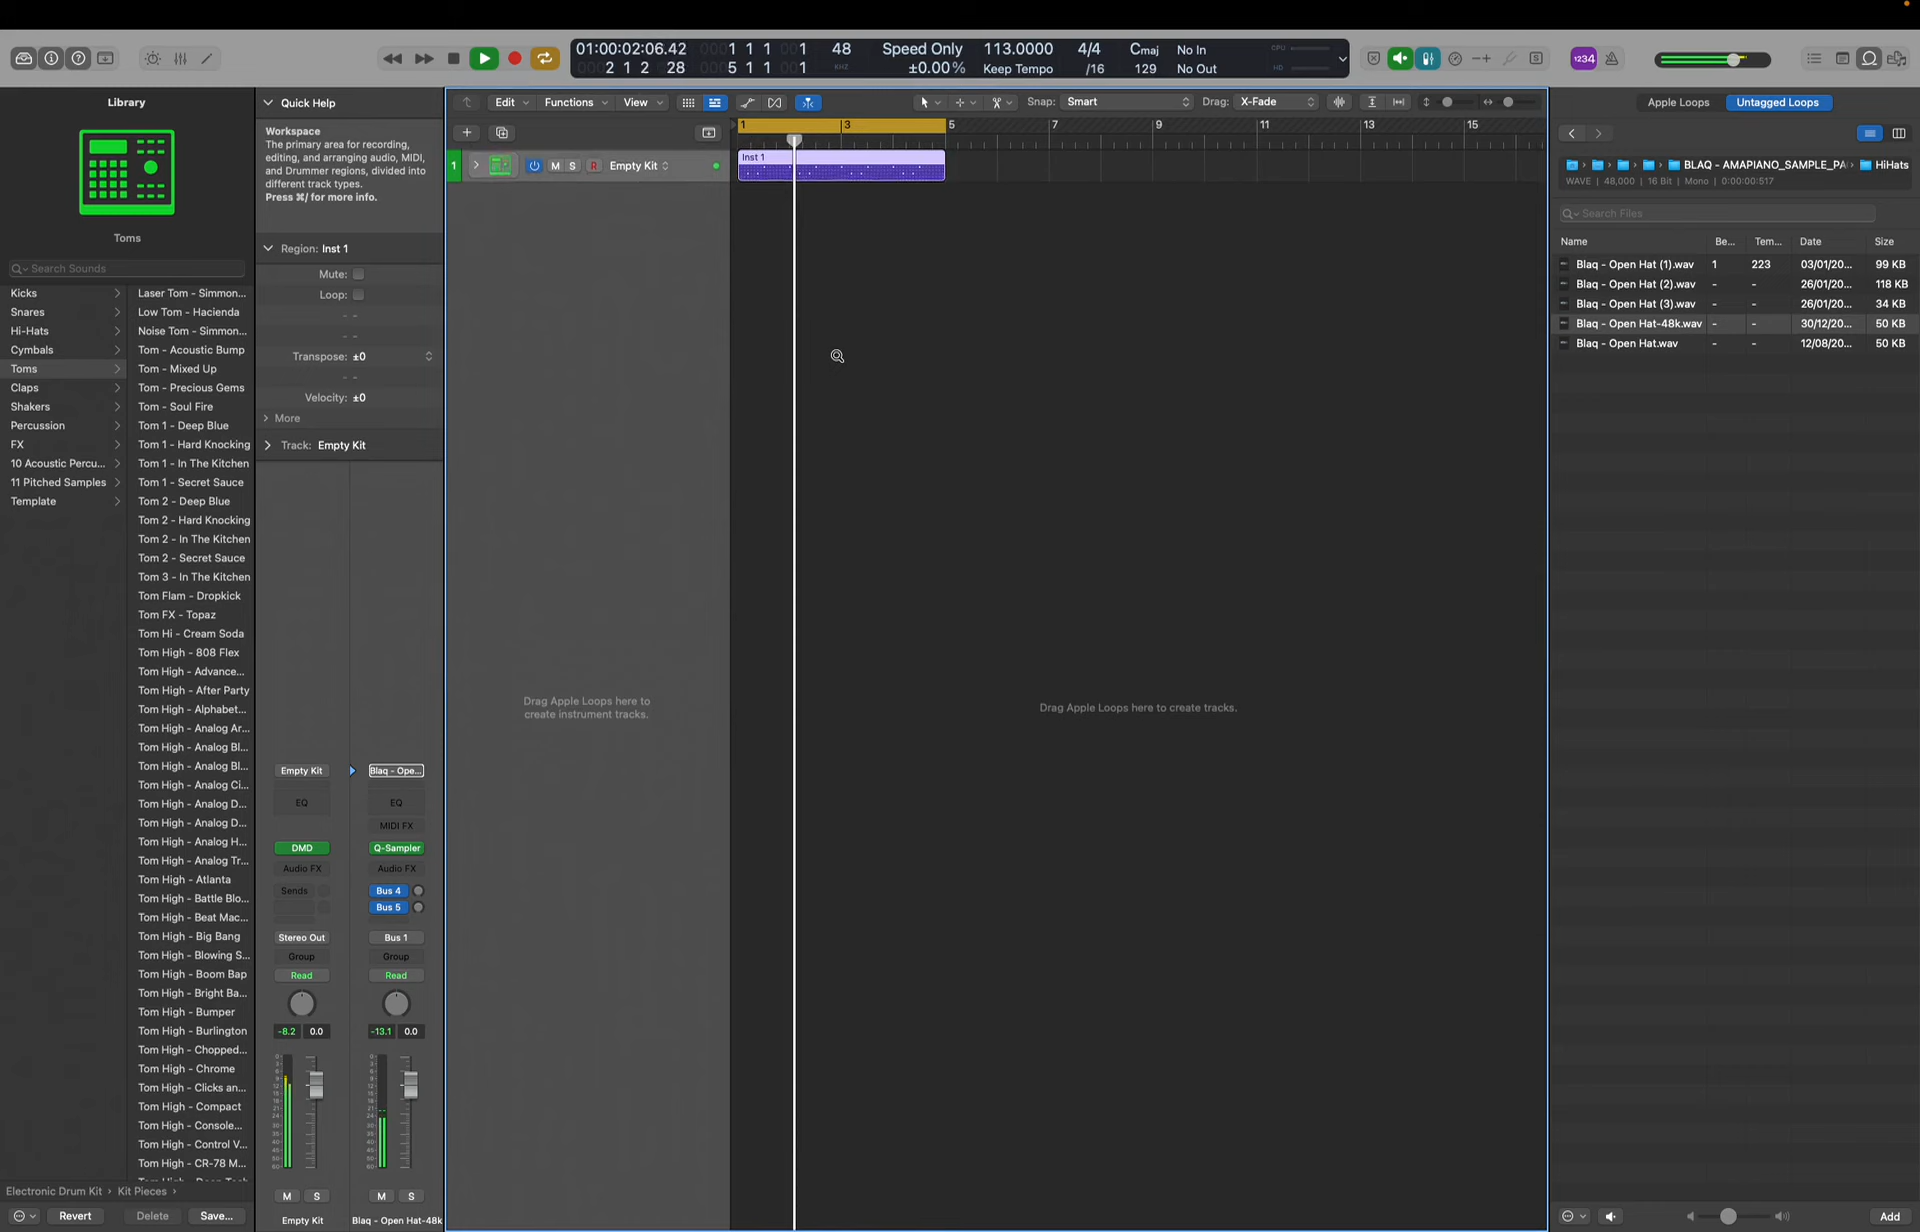 01:00:02:06.42
2 1 2 28
0001 1 1 001
5 1 1 1
48
KHZ
Speed Only
±0.00%
113.0000
Keep Tempo
4/4
/16
Cmaj
129
No In
No Out
CPU
HD
1234
Library
Toms
Search Sounds
Kicks
Snares
Hi-Hats
Cymbals
Toms
Claps
Shakers
Percussion
FX
10 Acoustic Percu...
11 Pitched Samples
Template
Laser Tom - Simmon...
Low Tom - Hacienda
Noise Tom - Simmon...
Tom - Acoustic Bump
Tom - Mixed Up
Tom - Precious Gems
Tom - Soul Fire
Tom 1 - Deep Blue
Tom 1 - Hard Knocking
Tom 1 - In The Kitchen
Tom 1 - Secret Sauce
Tom 2 - Deep Blue
Tom 2 - Hard Knocking
Tom 2 - In The Kitchen
Tom 2 - Secret Sauce
Tom 3 - In The Kitchen
Tom Flam - Dropkick
Tom FX - Topaz
Tom Hi - Cream Soda
Tom High - 808 Flex
Tom High - Advance...
Tom High - After Party
Tom High - Alphabet...
Tom High - Analog Ar...
Tom High - Analog Bl...
Tom High - Analog Bl...
Tom High - Analog Ci...
Tom High - Analog D...
Tom High - Analog D...
Tom High - Analog H...
Tom High - Analog Tr...
Tom High - Atlanta
Tom High - Battle Blo...
Tom High - Beat Mac...
Tom High - Big Bang
Tom High - Blowing S...
Tom High - Boom Bap
Tom High - Bright Ba...
Tom High - Bumper
Tom High - Burlington
Tom High - Chopped...
Tom High - Chrome
Tom High - Clicks an...
Tom High - Compact
Tom High - Console...
Tom High - Control V...
Tom High - CR-78 M...
Electronic Drum Kit › Kit Pieces ›
Revert
Delete
Save...
Quick Help
Workspace
The primary area for recording,
editing, and arranging audio, MIDI,
and Drummer regions, divided into
different track types.
Press ⌘/ for more info.
Region: Inst 1
Mute:
Loop:
Transpose: ±0
Velocity: ±0
More
Track: Empty Kit
Empty Kit
Blaq - Ope...
EQ
EQ
MIDI FX
DMD
Q-Sampler
Audio FX
Audio FX
Sends
Bus 4
Bus 5
Stereo Out
Bus 1
Group
Group
Read
Read
-8.2
0.0
-13.1
0.0
M
S
M
S
Empty Kit
Blaq - Open Hat-48k
Edit
Functions
View
Snap: Smart
Drag: X-Fade
1
3
5
7
9
11
13
15
1
M
S
R
Empty Kit
Inst 1
Drag Apple Loops here to
create instrument tracks.
Drag Apple Loops here to create tracks.
Apple Loops
Untagged Loops
BLAQ - AMAPIANO_SAMPLE_PA
HiHats
WAVE | 48,000 | 16 Bit | Mono | 0:00:00:517
Search Files
Name
Be...
Tem...
Date
Size
Blaq - Open Hat (1).wav 1 223 03/01/20... 99 KB
Blaq - Open Hat (2).wav - - 26/01/20... 118 KB
Blaq - Open Hat (3).wav - - 26/01/20... 34 KB
Blaq - Open Hat-48k.wav - - 30/12/20... 50 KB
Blaq - Open Hat.wav - - 12/08/20... 50 KB
Add